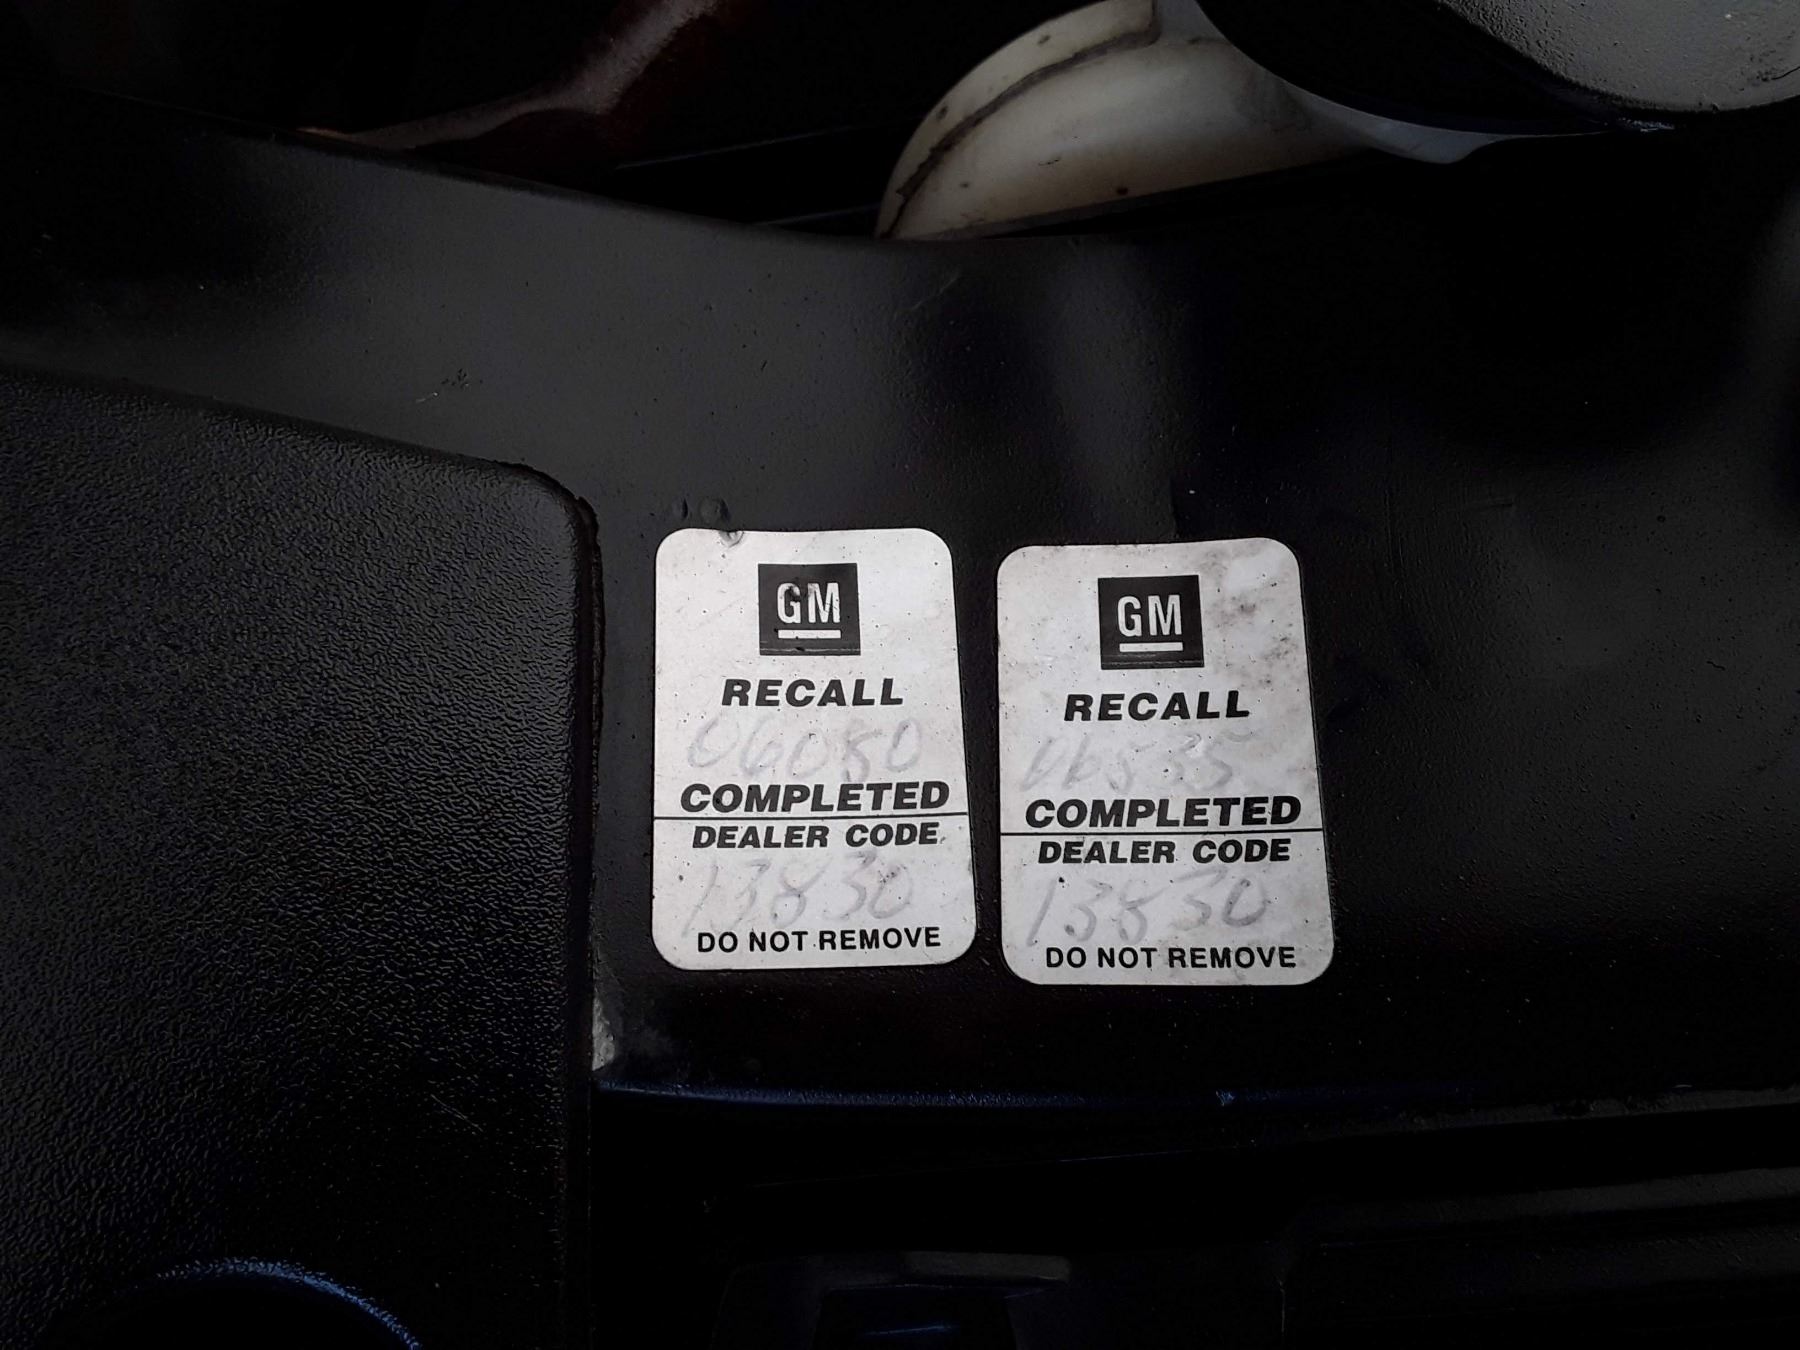 GM
RECALL
06080
COMPLETED
DEALER CODE
13830
DO NOT REMOVE
GM
RECALL
06535
COMPLETED
DEALER CODE
13830
DO NOT REMOVE